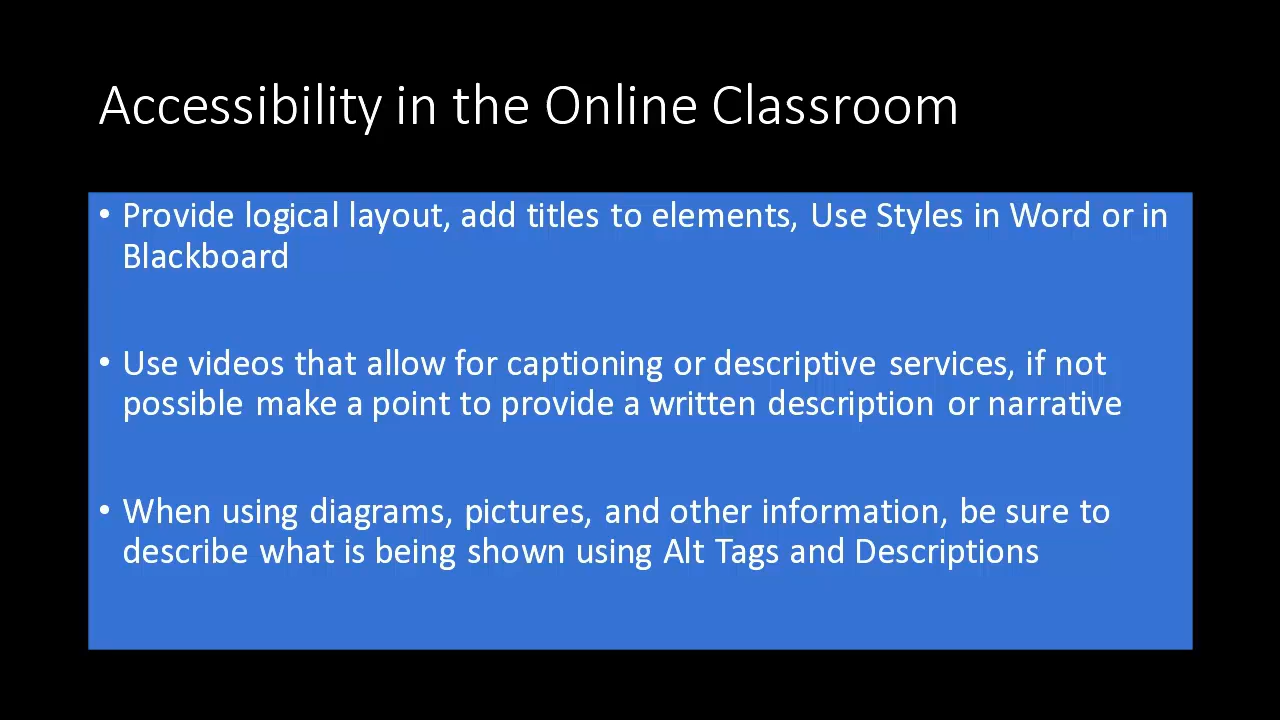 Accessibility in the Online Classroom
• Provide logical layout, add titles to elements, Use Styles in Word or in
Blackboard
• Use videos that allow for captioning or descriptive services, if not
possible make a point to provide a written description or narrative
• When using diagrams, pictures, and other information, be sure to
describe what is being shown using Alt Tags and Descriptions